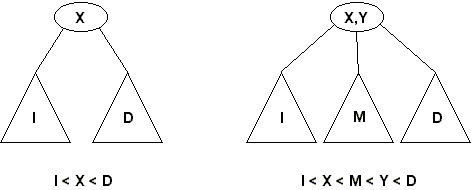 X
X,Y
I
D
I
M
D
I < X < D
I < X < M < Y < D